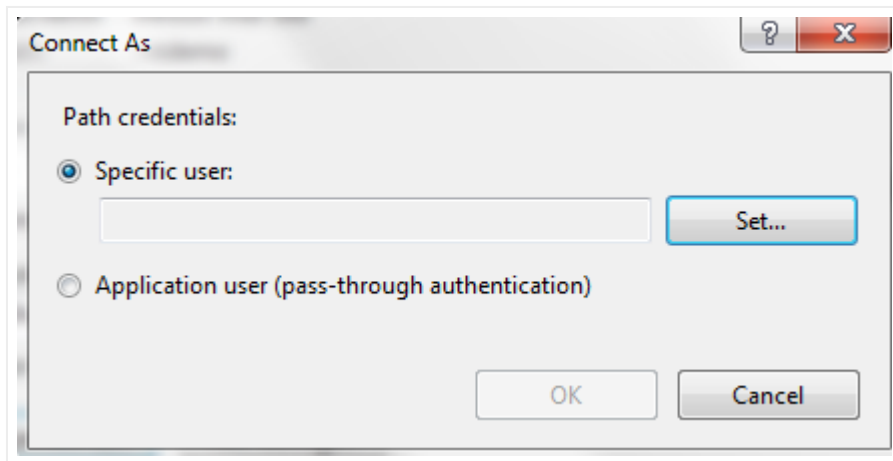 Connect As
Path credentials:
Specific user:
Set...
Application user (pass-through authentication)
OK
Cancel